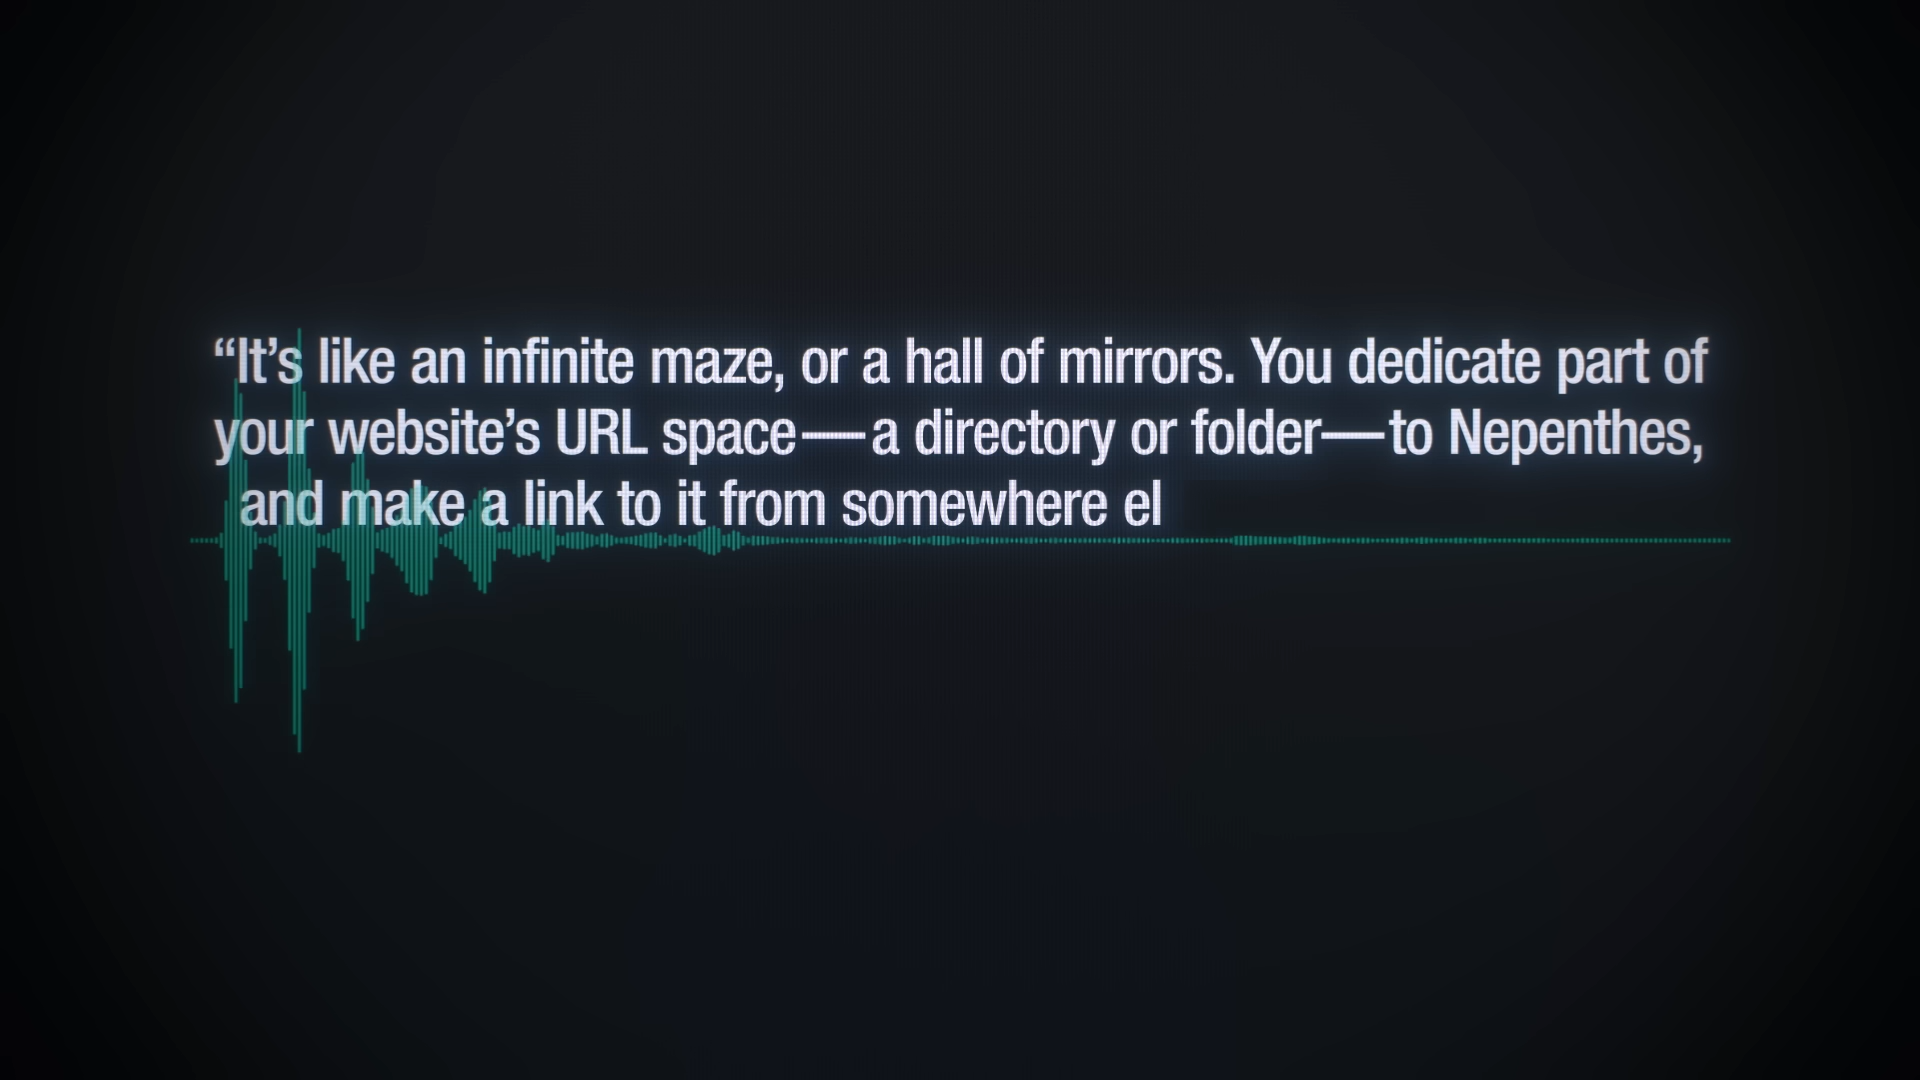 “It’s like an infinite maze, or a hall of mirrors. You dedicate part of
your website’s URL space — a directory or folder—to Nepenthes,
and make a link to it from somewhere el